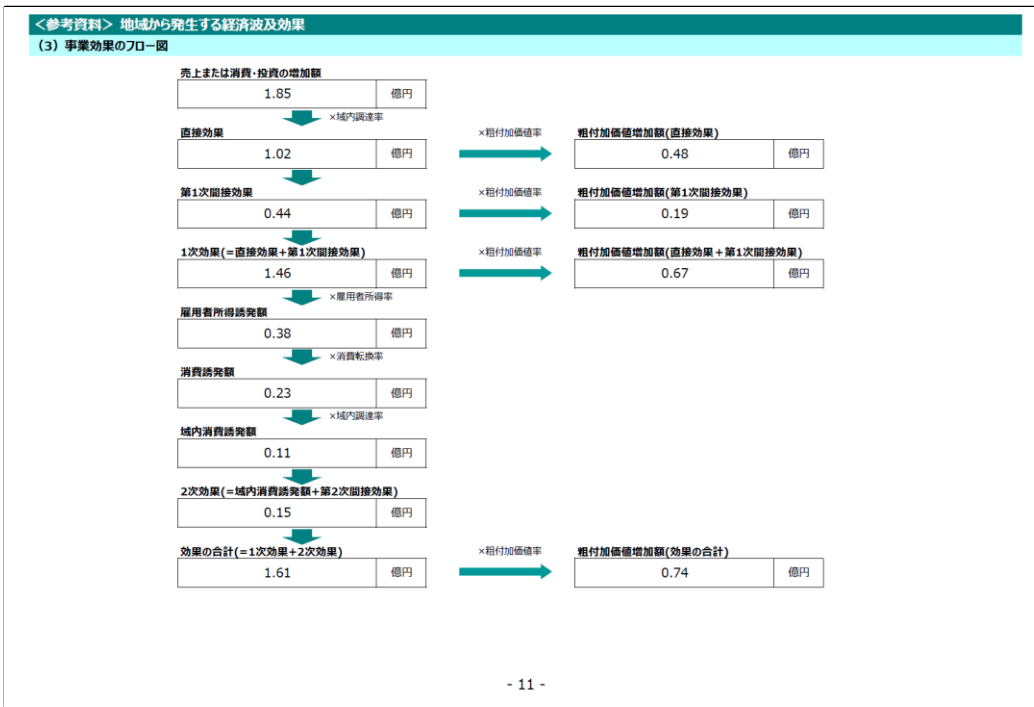 ＜参考資料＞ 地域から発生する経済波及効果
（3）事業効果のフロー図
売上または消費・投資の増加額
1.85 億円
×域内調達率
直接効果 ×粗付加価値率 粗付加価値増加額(直接効果)
1.02 億円 0.48 億円
第1次間接効果 ×粗付加価値率 粗付加価値増加額(第1次間接効果)
0.44 億円 0.19 億円
1次効果(=直接効果+第1次間接効果) ×粗付加価値率 粗付加価値増加額(直接効果＋第1次間接効果)
1.46 億円 0.67 億円
×雇用者所得率
雇用者所得誘発額
0.38 億円
×消費転換率
消費誘発額
0.23 億円
×域内調達率
域内消費誘発額
0.11 億円
2次効果(=域内消費誘発額+第2次間接効果)
0.15 億円
効果の合計(=1次効果+2次効果) ×粗付加価値率 粗付加価値増加額(効果の合計)
1.61 億円 0.74 億円
- 11 -